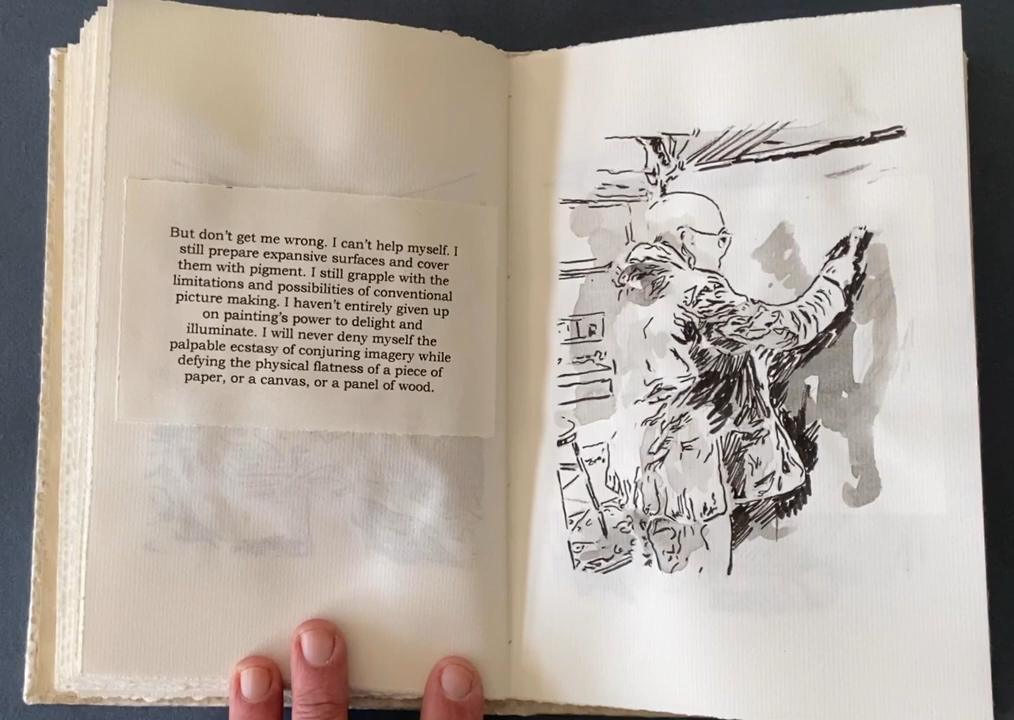 But don't get me wrong. I can't help myself. I
still prepare expansive surfaces and cover
them with pigment. I still grapple with the
limitations and possibilities of conventional
picture making. I haven't entirely given up
on painting's power to delight and
illuminate. I will never deny myself the
palpable ecstasy of conjuring imagery while
defying the physical flatness of a piece of
paper, or a canvas, or a panel of wood.